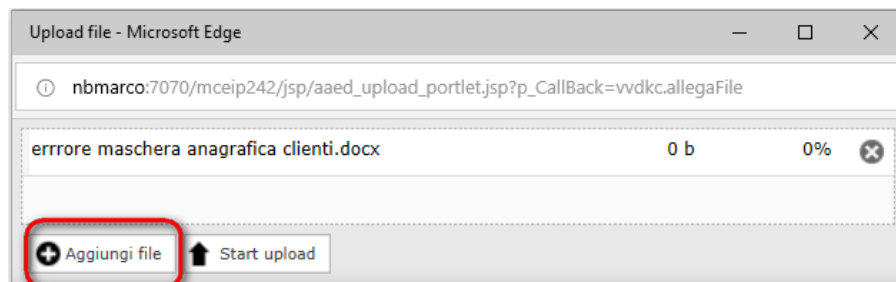 Upload file - Microsoft Edge
nbmarco:7070/mceip242/jsp/aaed_upload_portlet.jsp?p_CallBack=vvdkc.allegaFile
errrore maschera anagrafica clienti.docx 0 b 0%
Aggiungi file Start upload